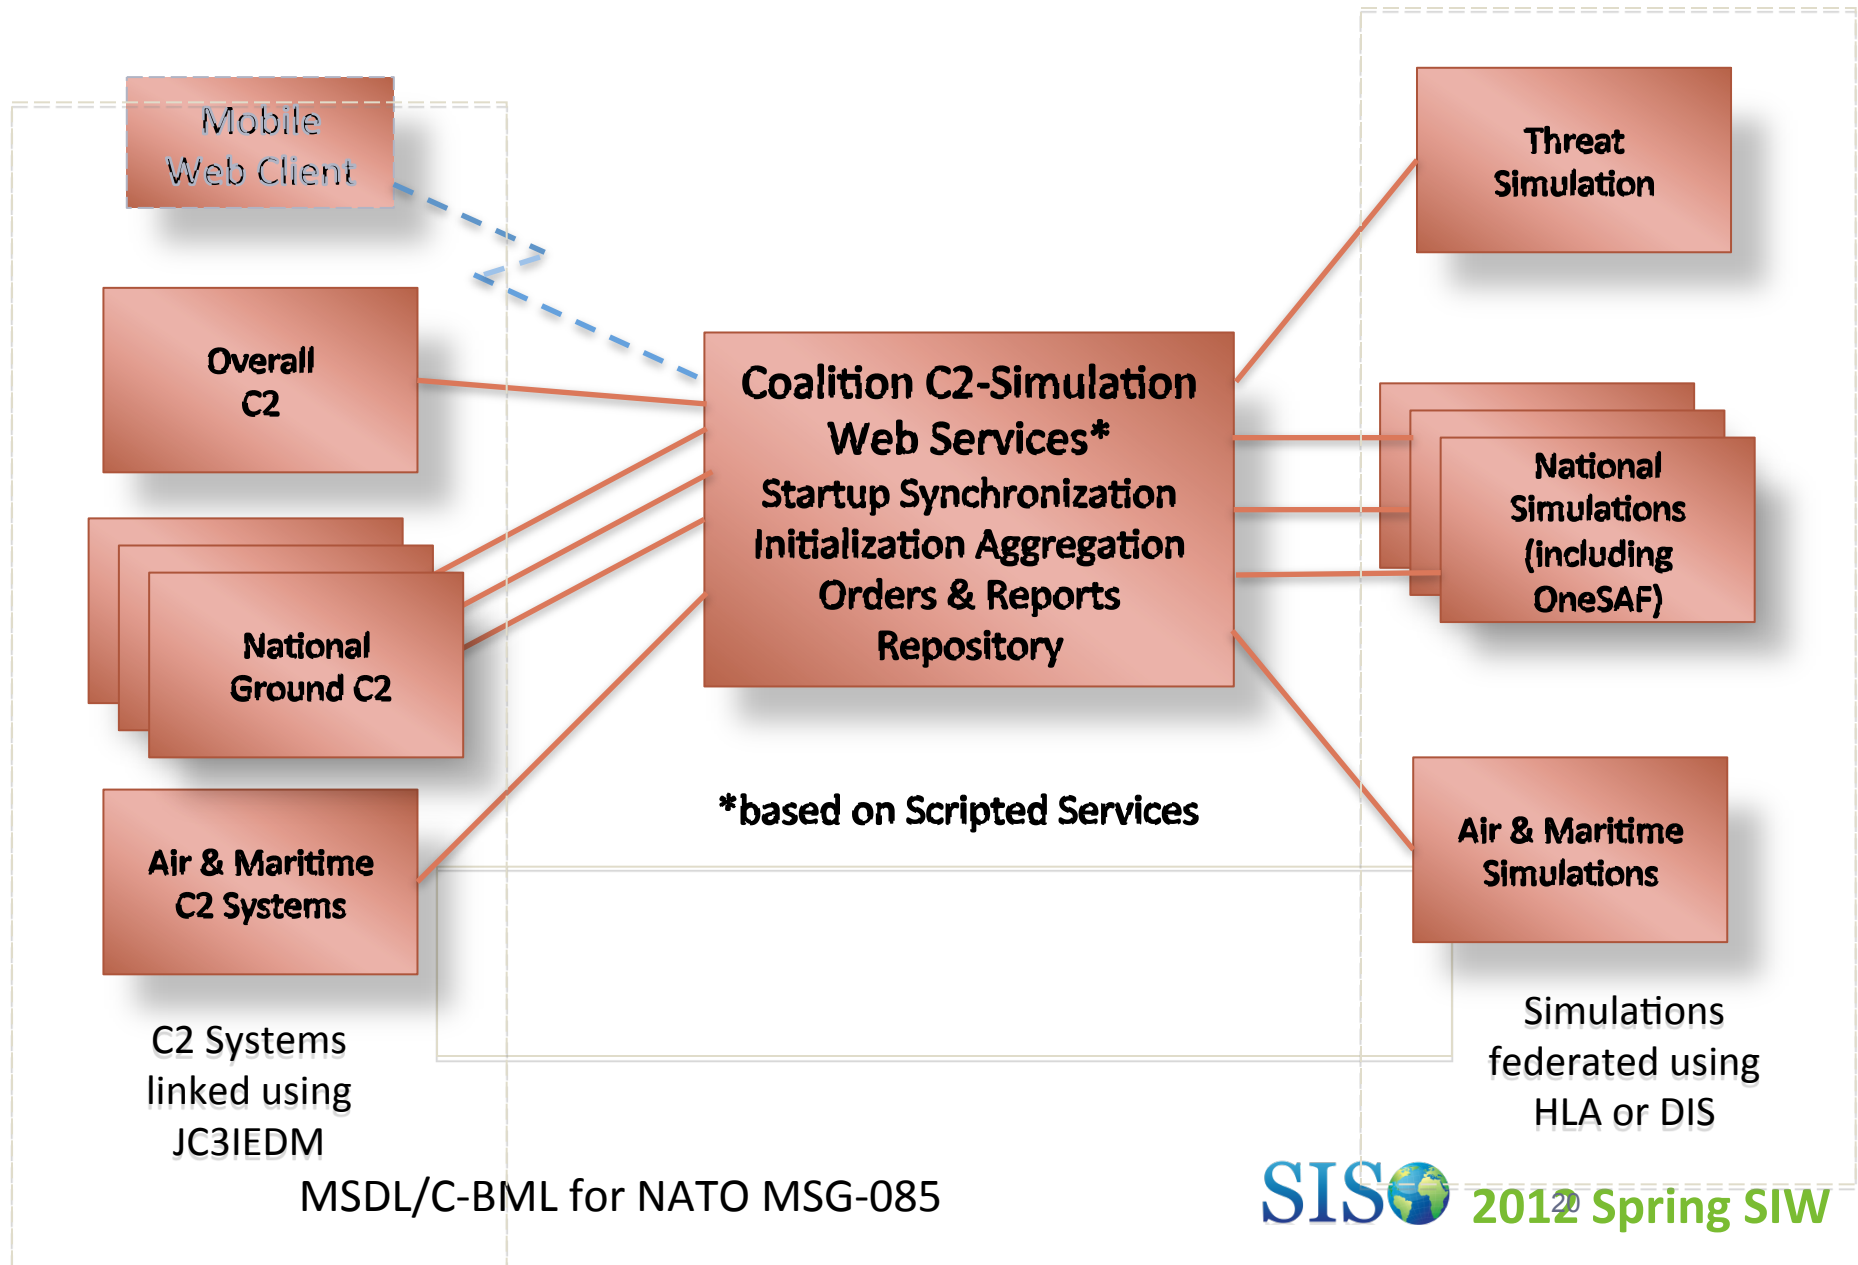 Mobile
Web Client
Overall
C2
National
Ground C2
Air & Maritime
C2 Systems
C2 Systems
linked using
JC3IEDM
Coalition C2-Simulation
Web Services*
Startup Synchronization
Initialization Aggregation
Orders & Reports
Repository
*based on Scripted Services
Threat
Simulation
National
Simulations
(including
OneSAF)
Air & Maritime
Simulations
Simulations
federated using
HLA or DIS
MSDL/C-BML for NATO MSG-085
SISO
2012 Spring SIW
20